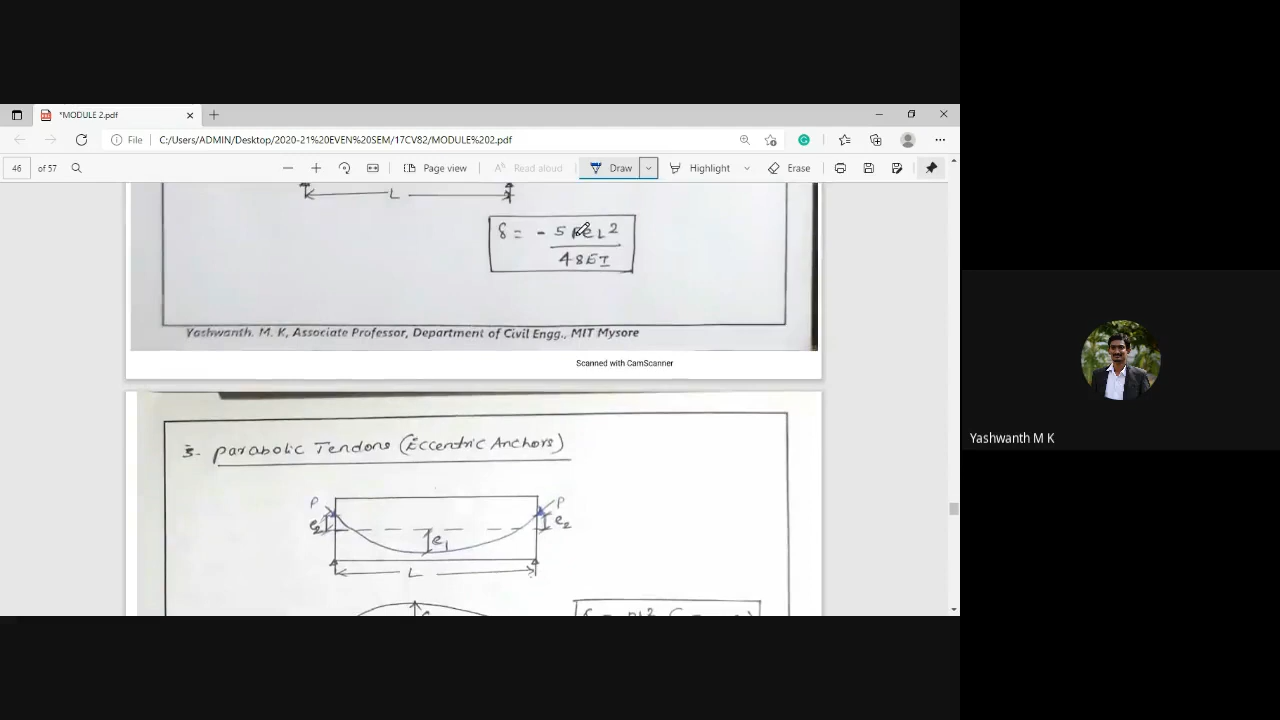 *MODULE 2.pdf
File C:/Users/ADMIN/Desktop/2020-21%20EVEN%20SEM/17CV82/MODULE%202.pdf
46 of 57 Page view Read aloud Draw Highlight Erase
L
δ = - 5 PeL²
48EI
Yashwanth. M. K, Associate Professor, Department of Civil Engg., MIT Mysore
Scanned with CamScanner
3. Parabolic Tendons (Eccentric Anchors)
P P
e₂ e₂
e₁
L
Yashwanth M K